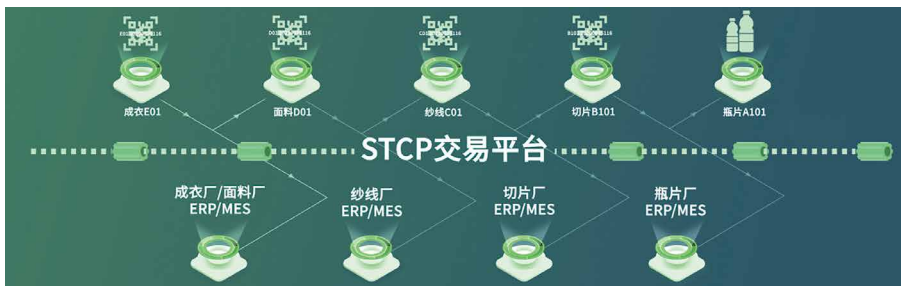 成衣E01
面料D01
纱线C01
切片B101
瓶片A101
STCP交易平台
成衣厂/面料厂
ERP/MES
纱线厂
ERP/MES
切片厂
ERP/MES
瓶片厂
ERP/MES